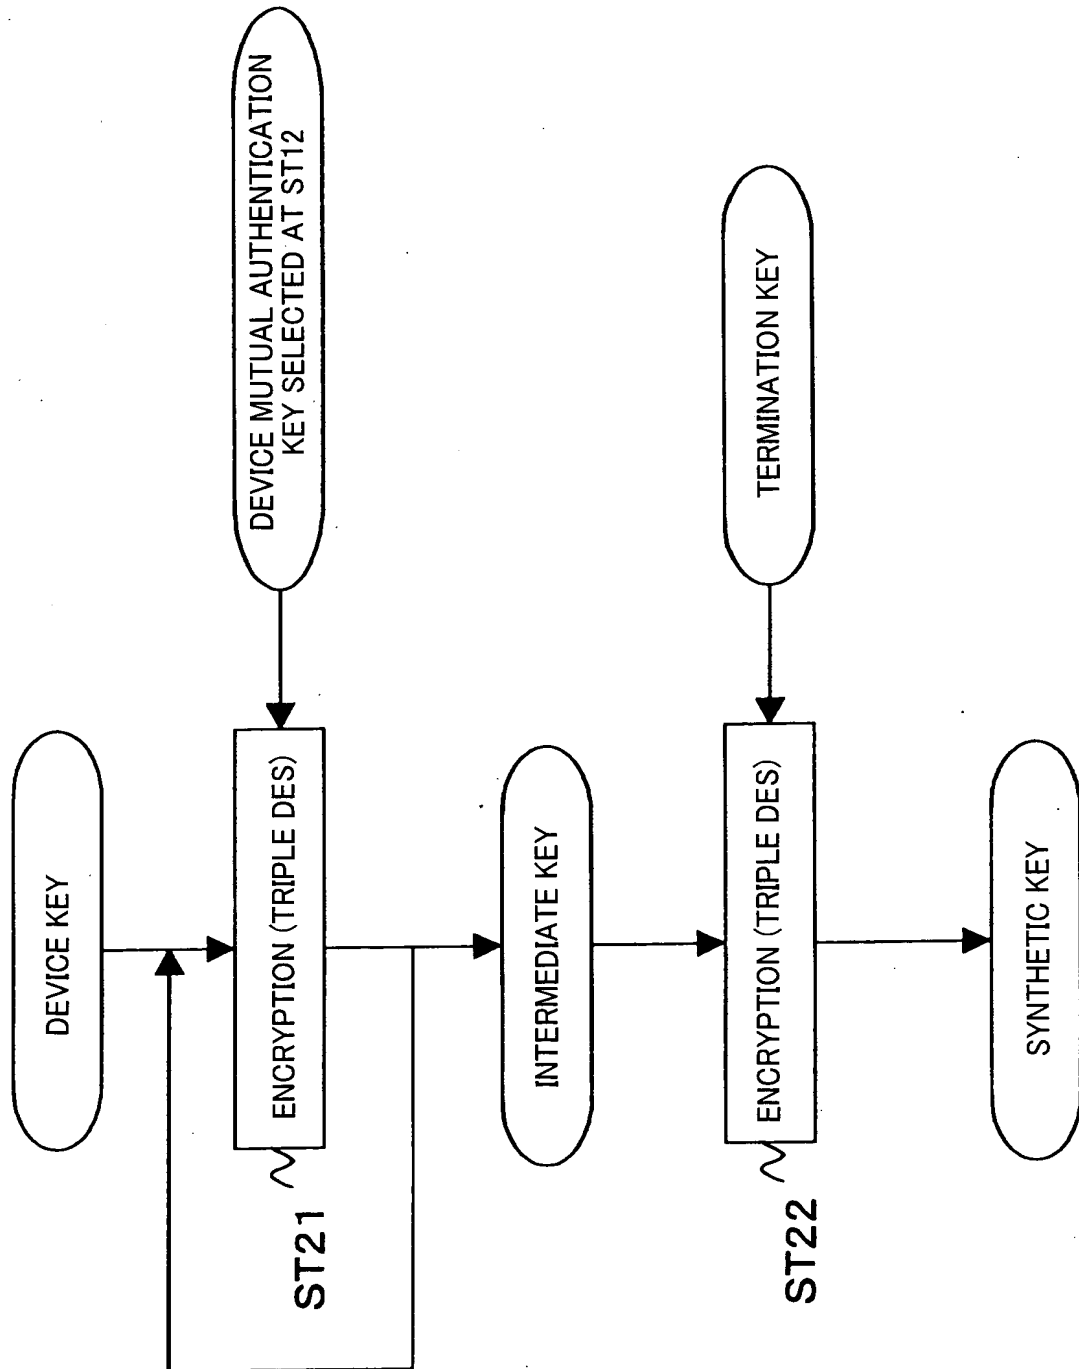 DEVICE KEY
DEVICE MUTUAL AUTHENTICATION
KEY SELECTED AT ST12
ENCRYPTION (TRIPLE DES)
ST21
INTERMEDIATE KEY
TERMINATION KEY
ENCRYPTION (TRIPLE DES)
ST22
SYNTHETIC KEY